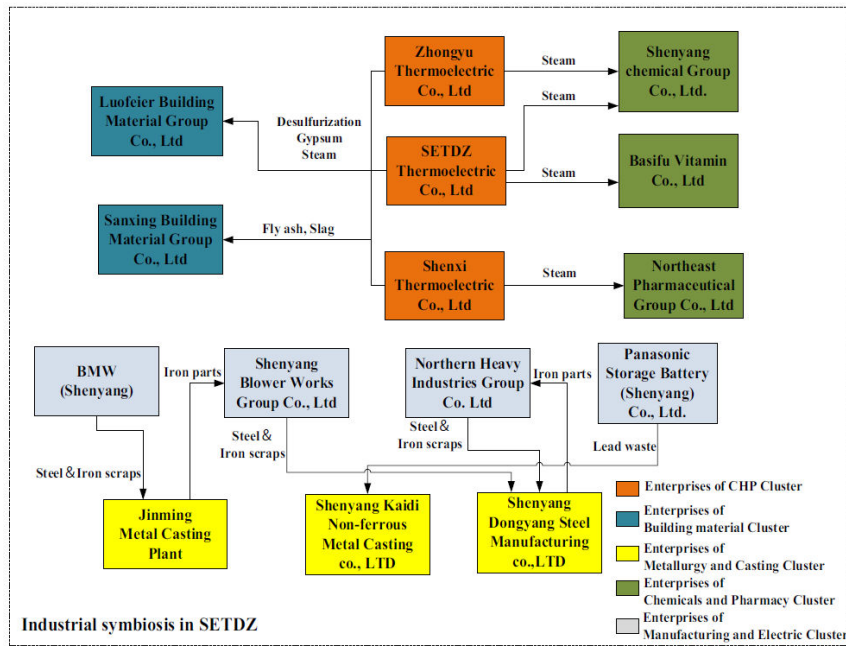 Zhongyu
Thermoelectric
Co., Ltd
Steam
Shenyang
chemical Group
Co., Ltd.
Steam
Luofeier Building
Material Group
Co., Ltd
Desulfurization
Gypsum
Steam
SETDZ
Thermoelectric
Co., Ltd
Steam
Basifu Vitamin
Co., Ltd
Sanxing Building
Material Group
Co., Ltd
Fly ash, Slag
Shenxi
Thermoelectric
Co., Ltd
Steam
Northeast
Pharmaceutical
Group Co., Ltd
BMW
(Shenyang)
Iron parts
Shenyang
Blower Works
Group Co., Ltd
Northern Heavy
Industries Group
Co. Ltd
Iron parts
Panasonic
Storage Battery
(Shenyang)
Co., Ltd.
Steel&Iron scraps
Steel&
Iron scraps
Steel&
Iron scraps
Lead waste
Jinming
Metal Casting
Plant
Shenyang Kaidi
Non-ferrous
Metal Casting
co., LTD
Shenyang
Dongyang Steel
Manufacturing
co.,LTD
Enterprises of CHP Cluster
Enterprises of
Building material Cluster
Enterprises of
Metallurgy and Casting Cluster
Enterprises of
Chemicals and Pharmacy Cluster
Enterprises of
Manufacturing and Electric Cluster
Industrial symbiosis in SETDZ